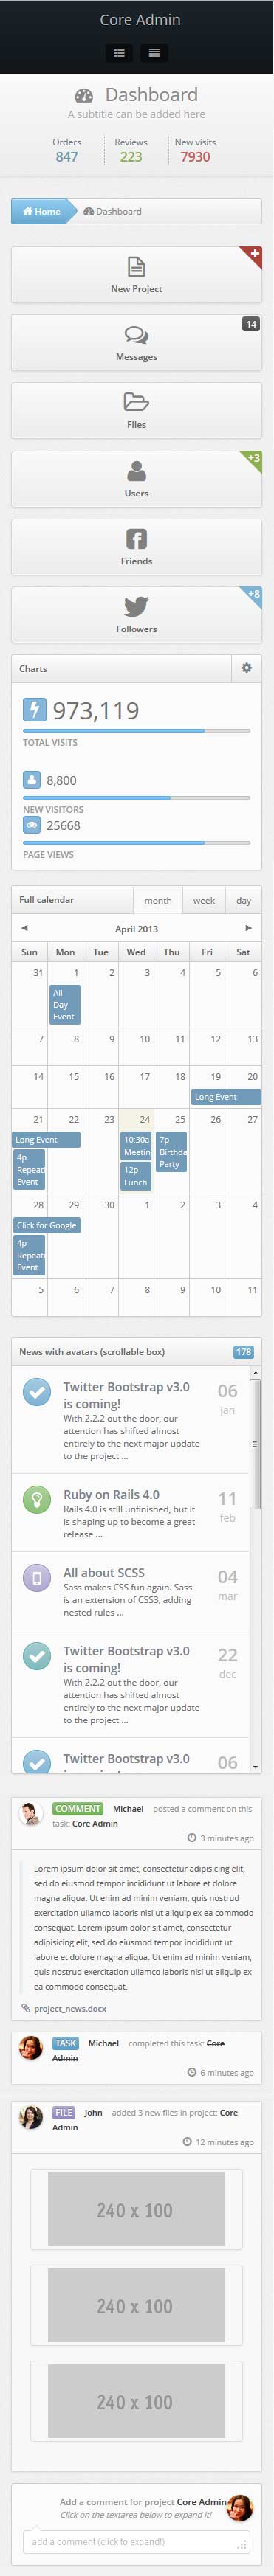 Core Admin
Dashboard
A subtitle can be added here
Orders Reviews New visits
847 223 7930
Home Dashboard
New Project
14
Messages
Files
+3
Users
Friends
+8
Followers
Charts
973,119
TOTAL VISITS
8,800
NEW VISITORS
25668
PAGE VIEWS
Full calendar month week day
◄ April 2013 ►
Sun Mon Tue Wed Thu Fri Sat
31 1 2 3 4 5 6
All
Day
Event
7 8 9 10 11 12 13
14 15 16 17 18 19 20
Long Event
21 22 23 24 25 26 27
Long Event 10:30a 7p
4p Meeting Birthda
Repeati 12p Party
Event Lunch
28 29 30 1 2 3 4
Click for Google
4p
Repeati
Event
5 6 7 8 9 10 11
News with avatars (scrollable box) 178
Twitter Bootstrap v3.0 06
is coming! jan
With 2.2.2 out the door, our
attention has shifted almost
entirely to the next major update
to the project ...
Ruby on Rails 4.0 11
Rails 4.0 is still unfinished, but it feb
is shaping up to become a great
release ...
All about SCSS 04
Sass makes CSS fun again. Sass mar
is an extension of CSS3, adding
nested rules ...
Twitter Bootstrap v3.0 22
is coming! dec
With 2.2.2 out the door, our
attention has shifted almost
entirely to the next major update
to the project ...
Twitter Bootstrap v3.0 06
COMMENT Michael posted a comment on this
task: Core Admin
3 minutes ago
Lorem ipsum dolor sit amet, consectetur adipisicing elit,
sed do eiusmod tempor incididunt ut labore et dolore
magna aliqua. Ut enim ad minim veniam, quis nostrud
exercitation ullamco laboris nisi ut aliquip ex ea commodo
consequat. Lorem ipsum dolor sit amet, consectetur
adipisicing elit, sed do eiusmod tempor incididunt ut
labore et dolore magna aliqua. Ut enim ad minim veniam,
quis nostrud exercitation ullamco laboris nisi ut aliquip ex
ea commodo consequat.
project_news.docx
TASK Michael completed this task: Core
Admin
6 minutes ago
FILE John added 3 new files in project: Core
Admin
12 minutes ago
240 x 100
240 x 100
240 x 100
Add a comment for project Core Admin
Click on the textarea below to expand it!
add a comment (click to expand!)